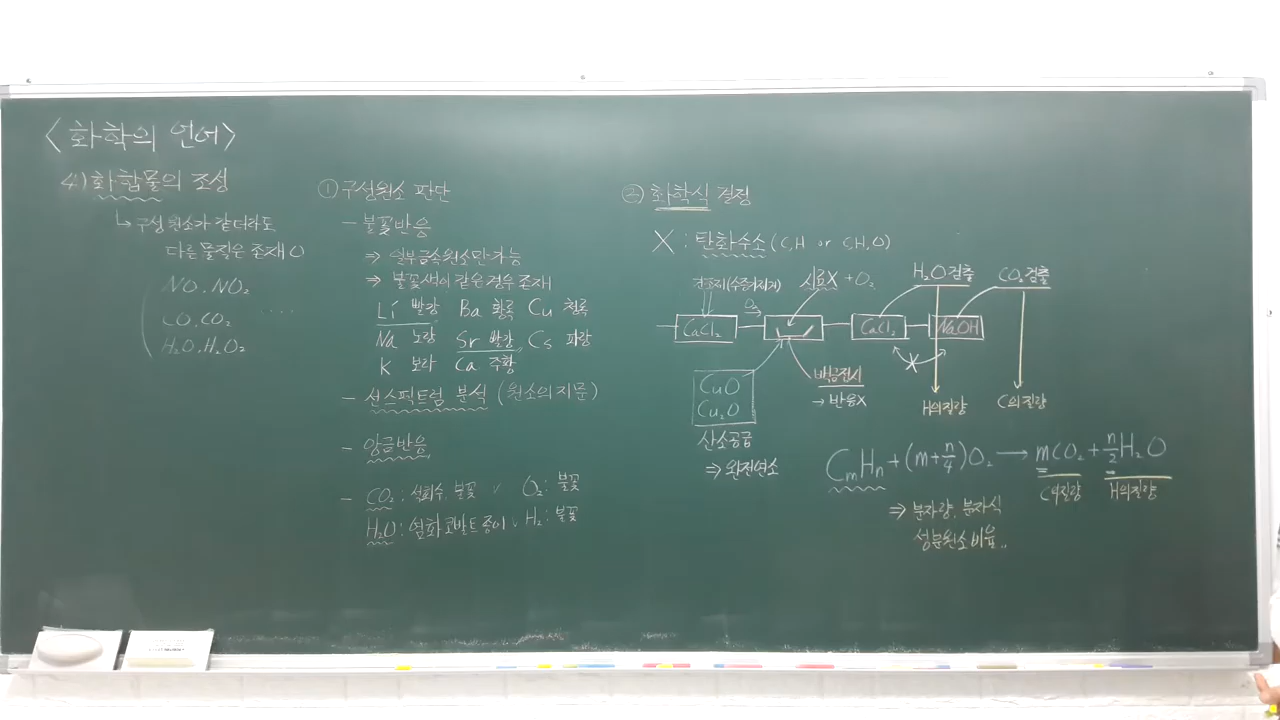 <화학의 언어>
4) 화합물의 조성
↳ 구성 원소가 같더라도
다른 물질은 존재 O
NO, NO₂
CO, CO₂ ....
H₂O, H₂O₂
① 구성원소 판단
- 불꽃반응
⇒ 일부금속원소만 가능
⇒ 불꽃색이 같은 경우 존재
Li 빨강 Ba 황록 Cu 청록
Na 노랑 Sr 빨강, Cs 파랑
K 보라 Ca 주황
- 선스펙트럼 분석 (원소의 지문)
- 앙금반응
- CO₂: 석회수, 불꽃 O₂: 불꽃
H₂O: 염화코발트종이, H₂: 불꽃
② 화학식 결정
X : 탄화수소 (C,H or C,H,O)
건조제(수증기제거)
시료X + O₂
H₂O 검출
CO₂ 검출
O₂ →
CaCl₂
CaCl₂
NaOH
X
CuO
Cu₂O
산소공급
⇒ 완전연소
백금접시
→ 반응X
H의질량
C의질량
CmHn + (m+n/4)O₂ → mCO₂ + n/2H₂O
C의질량
H의질량
⇒ 분자량, 분자식
성분원소비율..